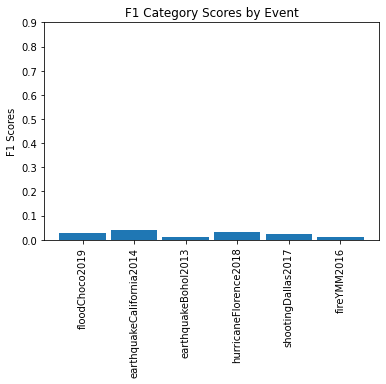 F1 Category Scores by Event
F1 Scores
0.9
0.8
0.7
0.6
0.5
0.4
0.3
0.2
0.1
0.0
floodChoco2019
earthquakeCalifornia2014
earthquakeBohol2013
hurricaneFlorence2018
shootingDallas2017
fireYMM2016